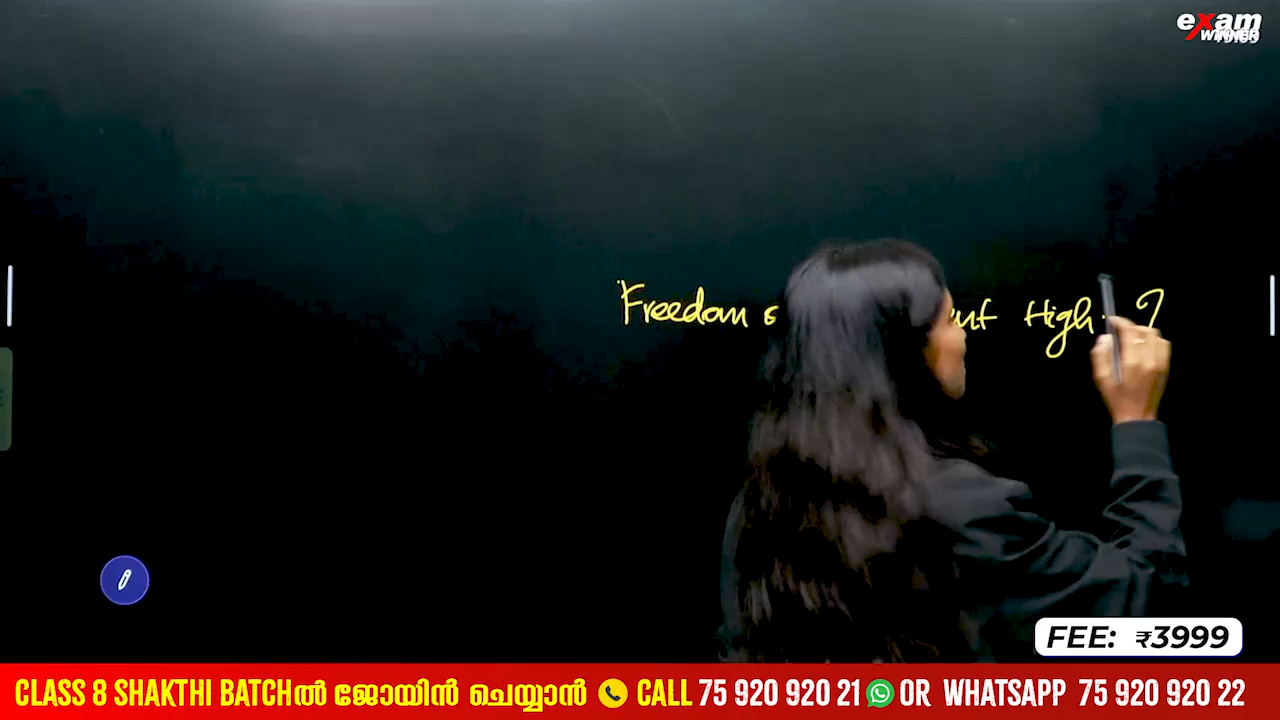 exam
WINNER
Freedom
High
FEE: ₹3999
CLASS 8 SHAKTHI BATCHൽ ജോയിൻ ചെയ്യാൻ CALL 75 920 920 21 OR WHATSAPP 75 920 920 22